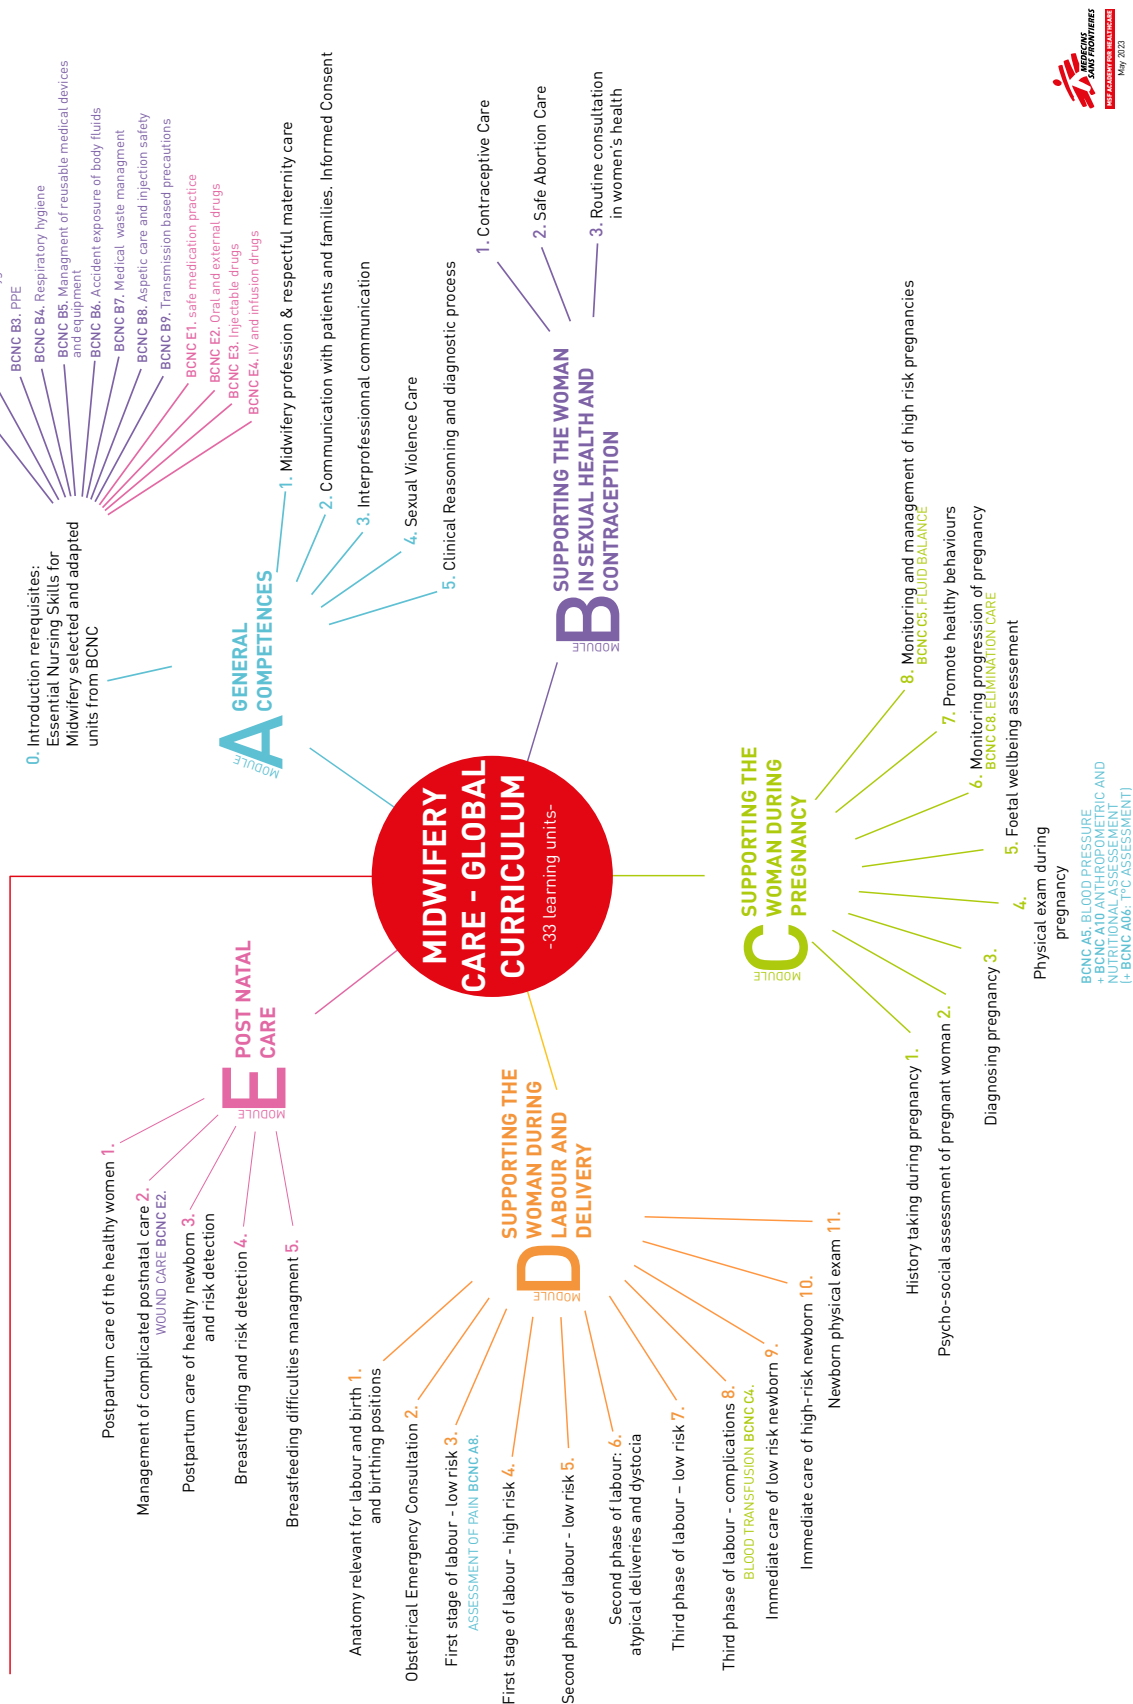 MIDWIFERY
CARE - GLOBAL
CURRICULUM
-33 learning units-
MODULE
A
GENERAL
COMPETENCES
0. Introduction rerequisites:
Essential Nursing Skills for
Midwifery selected and adapted
units from BCNC
BCNC B3. PPE
BCNC B4. Respiratory hygiene
BCNC B5. Managment of reusable medical devices
and equipment
BCNC B6. Accident exposure of body fluids
BCNC B7. Medical waste managment
BCNC B8. Aspetic care and injection safety
BCNC B9. Transmission based precautions
BCNC E1. safe medication practice
BCNC E2. Oral and external drugs
BCNC E3. Injectable drugs
BCNC E4. IV and infusion drugs
1. Midwifery profession & respectful maternity care
2. Communication with patients and families. Informed Consent
3. Interprofessionnal communication
4. Sexual Violence Care
5. Clinical Reasonning and diagnostic process
MODULE
B
SUPPORTING THE WOMAN
IN SEXUAL HEALTH AND
CONTRACEPTION
1. Contraceptive Care
2. Safe Abortion Care
3. Routine consultation
in women's health
MODULE
C
SUPPORTING THE
WOMAN DURING
PREGNANCY
History taking during pregnancy 1.
Psycho-social assessment of pregnant woman 2.
Diagnosing pregnancy 3.
4.
Physical exam during
pregnancy
BCNC A5. BLOOD PRESSURE
+ BCNC A10 ANTHROPOMETRIC AND
NUTRITIONAL ASSESSEMENT
(+ BCNC A06: T°C ASSESSMENT)
5. Foetal wellbeing assessement
6. Monitoring progression of pregnancy
BCNC C8. ELIMINATION CARE
7. Promote healthy behaviours
8. Monitoring and management of high risk pregnancies
BCNC C5. FLUID BALANCE
MODULE
D
SUPPORTING THE
WOMAN DURING
LABOUR AND
DELIVERY
Anatomy relevant for labour and birth 1.
and birthing positions
Obstetrical Emergency Consultation 2.
First stage of labour - low risk 3.
ASSESSMENT OF PAIN BCNC A8.
First stage of labour - high risk 4.
Second phase of labour - low risk 5.
Second phase of labour: 6.
atypical deliveries and dystocia
Third phase of labour – low risk 7.
Third phase of labour - complications 8.
BLOOD TRANSFUSION BCNC C4.
Immediate care of low risk newborn 9.
Immediate care of high-risk newborn 10.
Newborn physical exam 11.
MODULE
E
POST NATAL
CARE
Postpartum care of the healthy women 1.
Management of complicated postnatal care 2.
WOUND CARE BCNC E2.
Postpartum care of healthy newborn 3.
and risk detection
Breastfeeding and risk detection 4.
Breastfeeding difficulties managment 5.
MEDECINS
SANS FRONTIERES
MSF ACADEMY FOR HEALTHCARE
May 2023